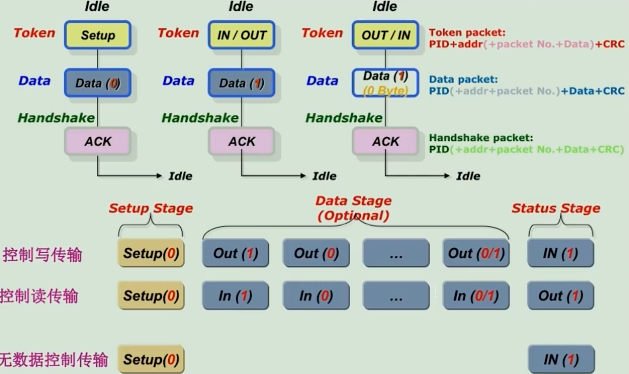 Idle Idle Idle
Token Setup Token IN / OUT Token OUT / IN Token packet:
PID+addr(+packet No.+Data)+CRC
Data Data (0) Data Data (1) Data Data (1) Data packet:
(0 Byte) PID(+addr+packet No.)+Data+CRC
Handshake Handshake Handshake Handshake packet:
ACK ACK ACK PID(+addr+packet No.+Data+CRC)
Idle Idle Idle
Setup Stage Data Stage Status Stage
(Optional)
控制写传输 Setup(0) Out (1) Out (0) ... Out (0/1) IN (1)
控制读传输 Setup(0) In (1) In (0) ... In (0/1) Out (1)
无数据控制传输 Setup(0) IN (1)